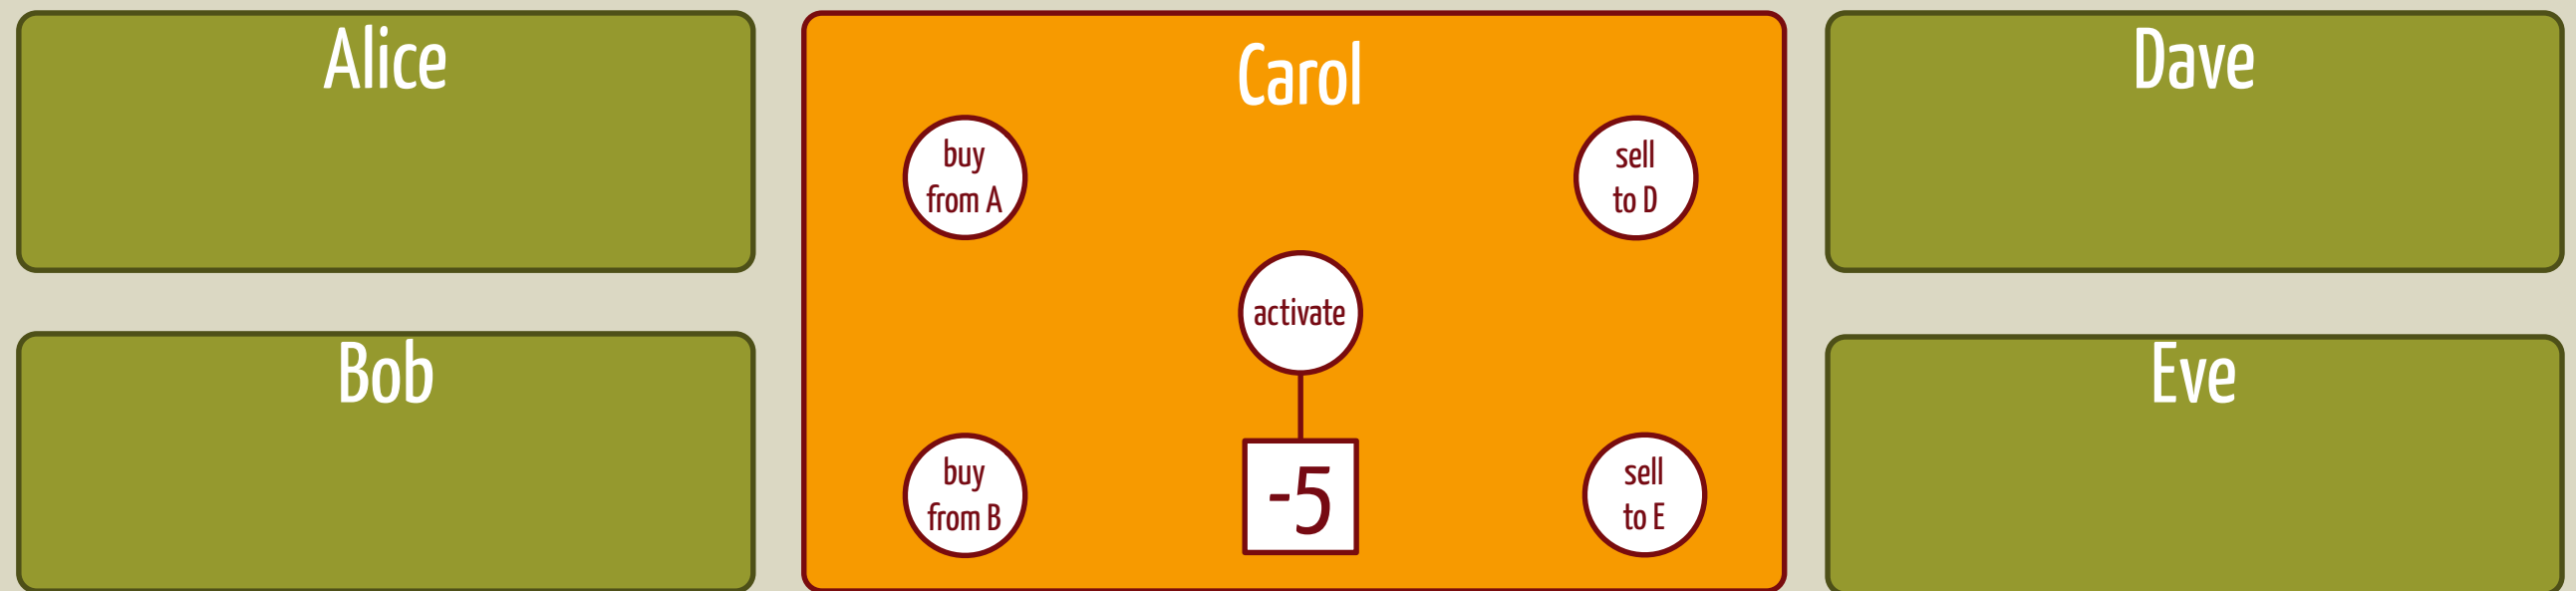 Alice
Bob
Carol
buy
from A
sell
to D
activate
buy
from B
-5
sell
to E
Dave
Eve